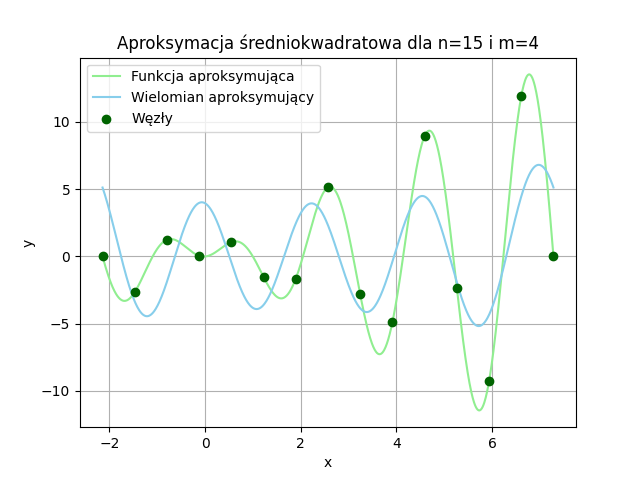 Aproksymacja średniokwadratowa dla n=15 i m=4
Funkcja aproksymująca
Wielomian aproksymujący
Węzły
10
5
0
−5
−10
y
−2
0
2
4
6
x